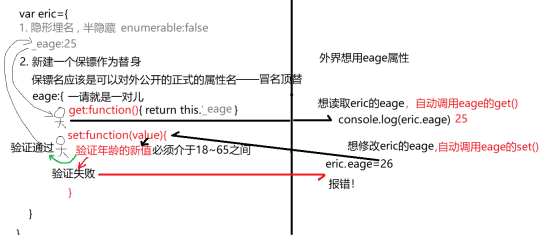 var eric={
1. 隐形埋名 , 半隐藏 enumerable:false
_eage:25
2. 新建一个保镖作为替身
保镖名应该是可以对外公开的正式的属性名——冒名顶替
eage:{ 一请就是一对儿
get:function(){ return this.'_eage }
set:function(value){
验证通过
验证年龄的新值必须介于18~65之间
验证失败
}
}
}
外界想用eage属性
想读取eric的eage，自动调用eage的get()
console.log(eric.eage) 25
想修改eric的eage,自动调用eage的set()
eric.eage=26
报错！